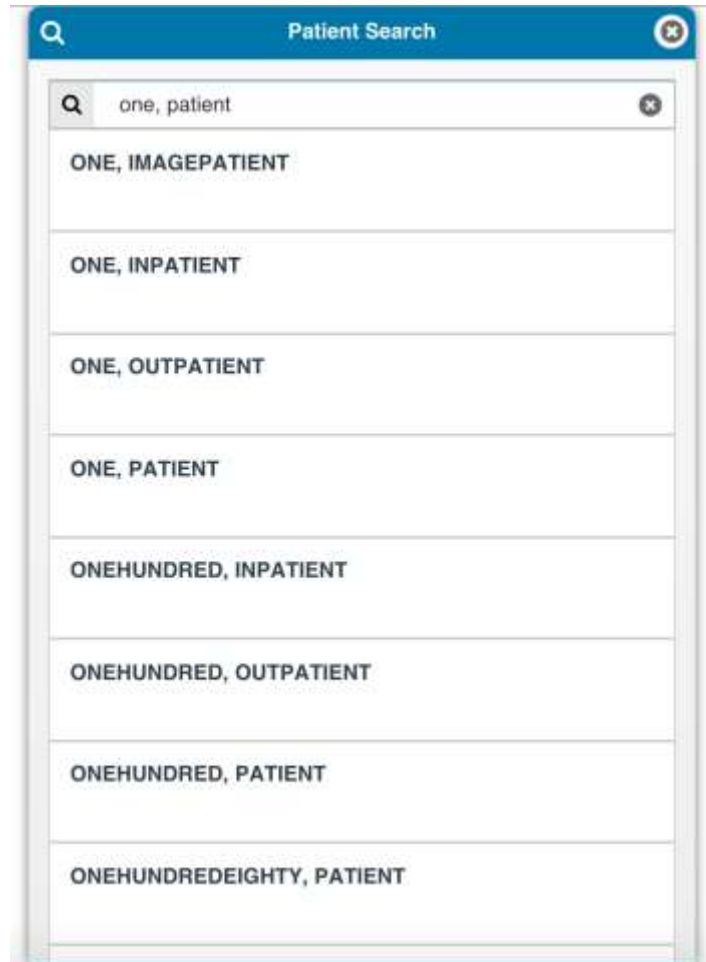 Patient Search
one, patient
ONE, IMAGEPATIENT
ONE, INPATIENT
ONE, OUTPATIENT
ONE, PATIENT
ONEHUNDRED, INPATIENT
ONEHUNDRED, OUTPATIENT
ONEHUNDRED, PATIENT
ONEHUNDREDEIGHTY, PATIENT